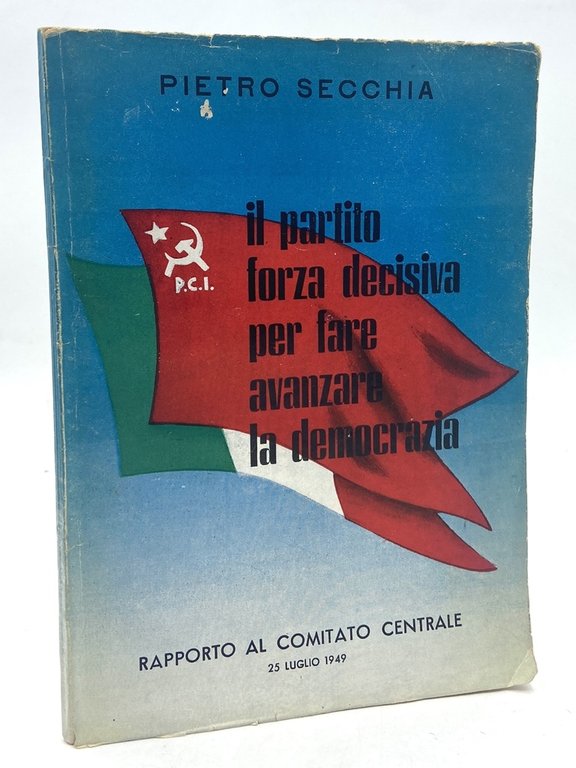 PIETRO SECCHIA
il partito
forza decisiva
per fare
avanzare
la democrazia
P.C.I.
RAPPORTO AL COMITATO CENTRALE
25 LUGLIO 1949